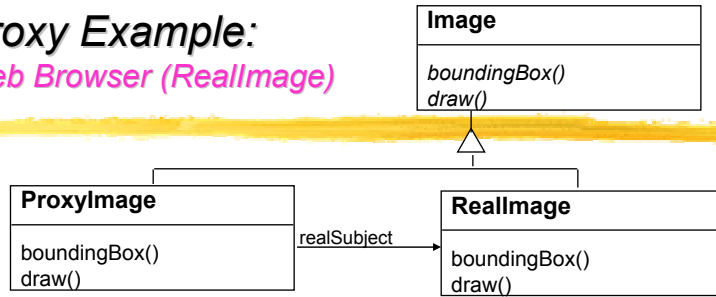 roxy Example:
eb Browser (RealImage)
Image
boundingBox()
draw()
ProxyImage
boundingBox()
draw()
realSubject
RealImage
boundingBox()
draw()